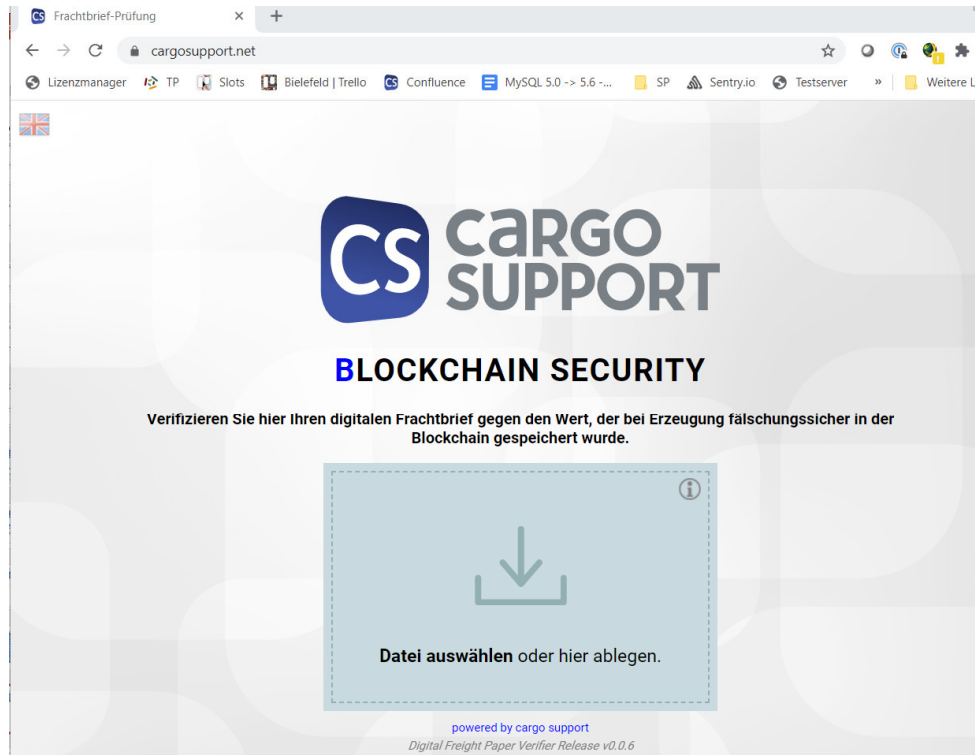 CS Frachtbrief-Prüfung × +
cargosupport.net
Lizenzmanager TP Slots Bielefeld | Trello CS Confluence MySQL 5.0 -> 5.6 -... SP Sentry.io Testserver » Weitere L
CS CARGO
SUPPORT
BLOCKCHAIN SECURITY
Verifizieren Sie hier Ihren digitalen Frachtbrief gegen den Wert, der bei Erzeugung fälschungssicher in der
Blockchain gespeichert wurde.
Datei auswählen oder hier ablegen.
powered by cargo support
Digital Freight Paper Verifier Release v0.0.6